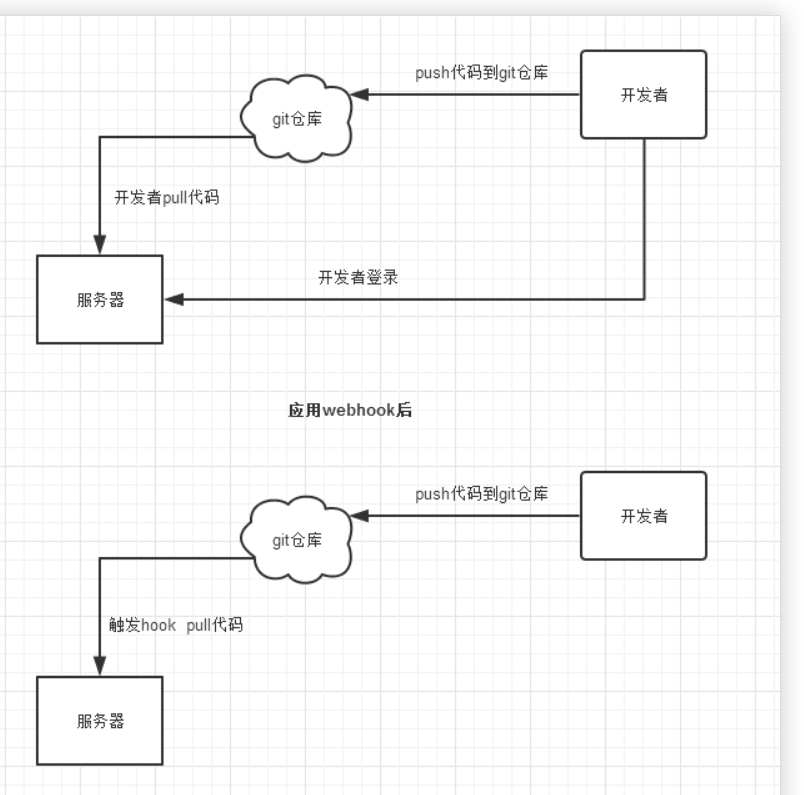 push代码到git仓库
开发者
git仓库
开发者pull代码
开发者登录
服务器
应用webhook后
push代码到git仓库
开发者
git仓库
触发hook pull代码
服务器